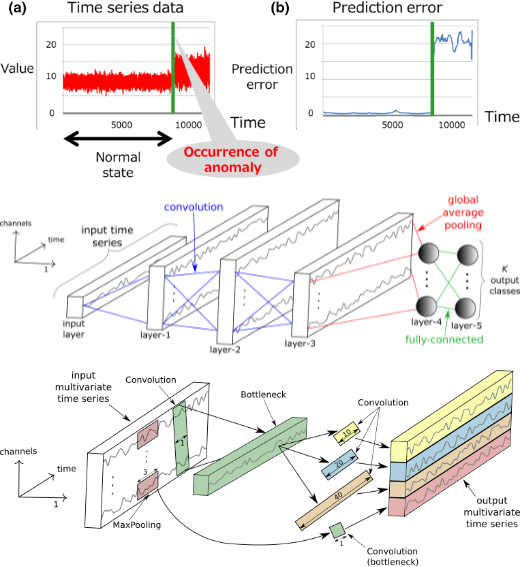 (a) Time series data
Value
20
10
0
5000
10000
Time
Normal
state
Occurrence of
anomaly
(b) Prediction error
Prediction
error
20
10
0
5000
10000
Time
channels
time
1
input time
series
convolution
global
average
pooling
K
output
classes
input
layer
layer-1
layer-2
layer-3
layer-4
layer-5
fully-connected
input
multivariate
time series
Convolution
Bottleneck
Convolution
channels
time
1
1
3
MaxPooling
10
20
40
1
Convolution
(bottleneck)
output
multivariate
time series